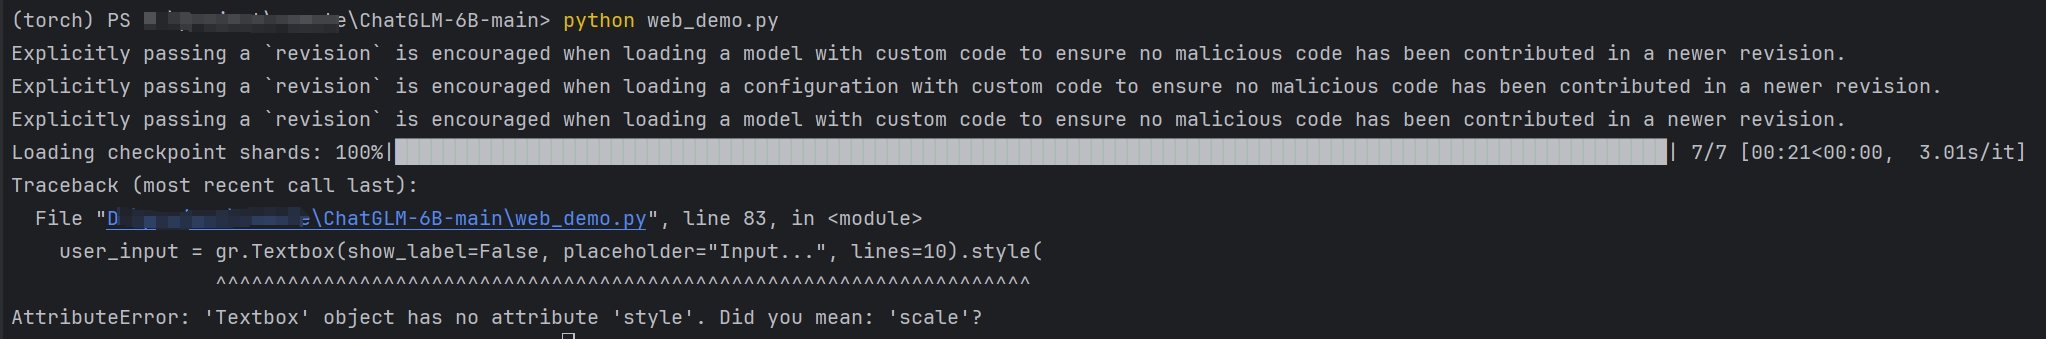 (torch) PS \ChatGLM-6B-main> python web_demo.py
Explicitly passing a `revision` is encouraged when loading a model with custom code to ensure no malicious code has been contributed in a newer revision.
Explicitly passing a `revision` is encouraged when loading a configuration with custom code to ensure no malicious code has been contributed in a newer revision.
Explicitly passing a `revision` is encouraged when loading a model with custom code to ensure no malicious code has been contributed in a newer revision.
Loading checkpoint shards: 100%|| 7/7 [00:21<00:00,  3.01s/it]
Traceback (most recent call last):
  File "D\ChatGLM-6B-main\web_demo.py", line 83, in <module>
    user_input = gr.Textbox(show_label=False, placeholder="Input...", lines=10).style(
                 ^^^^^^^^^^^^^^^^^^^^^^^^^^^^^^^^^^^^^^^^^^^^^^^^^^^^^^^^^^^^^^^^^^^^
AttributeError: 'Textbox' object has no attribute 'style'. Did you mean: 'scale'?